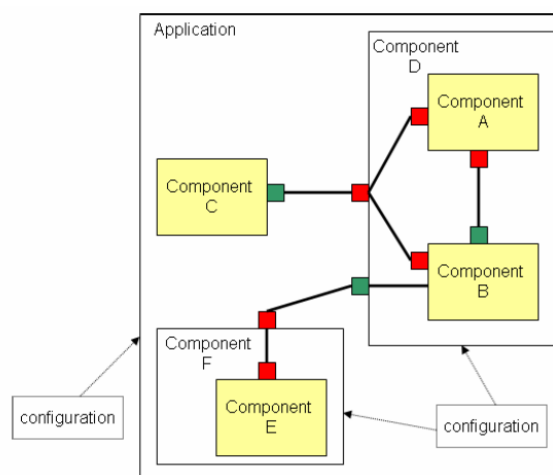 Application
Component
D
Component
A
Component
C
Component
B
Component
F
Component
E
configuration
configuration